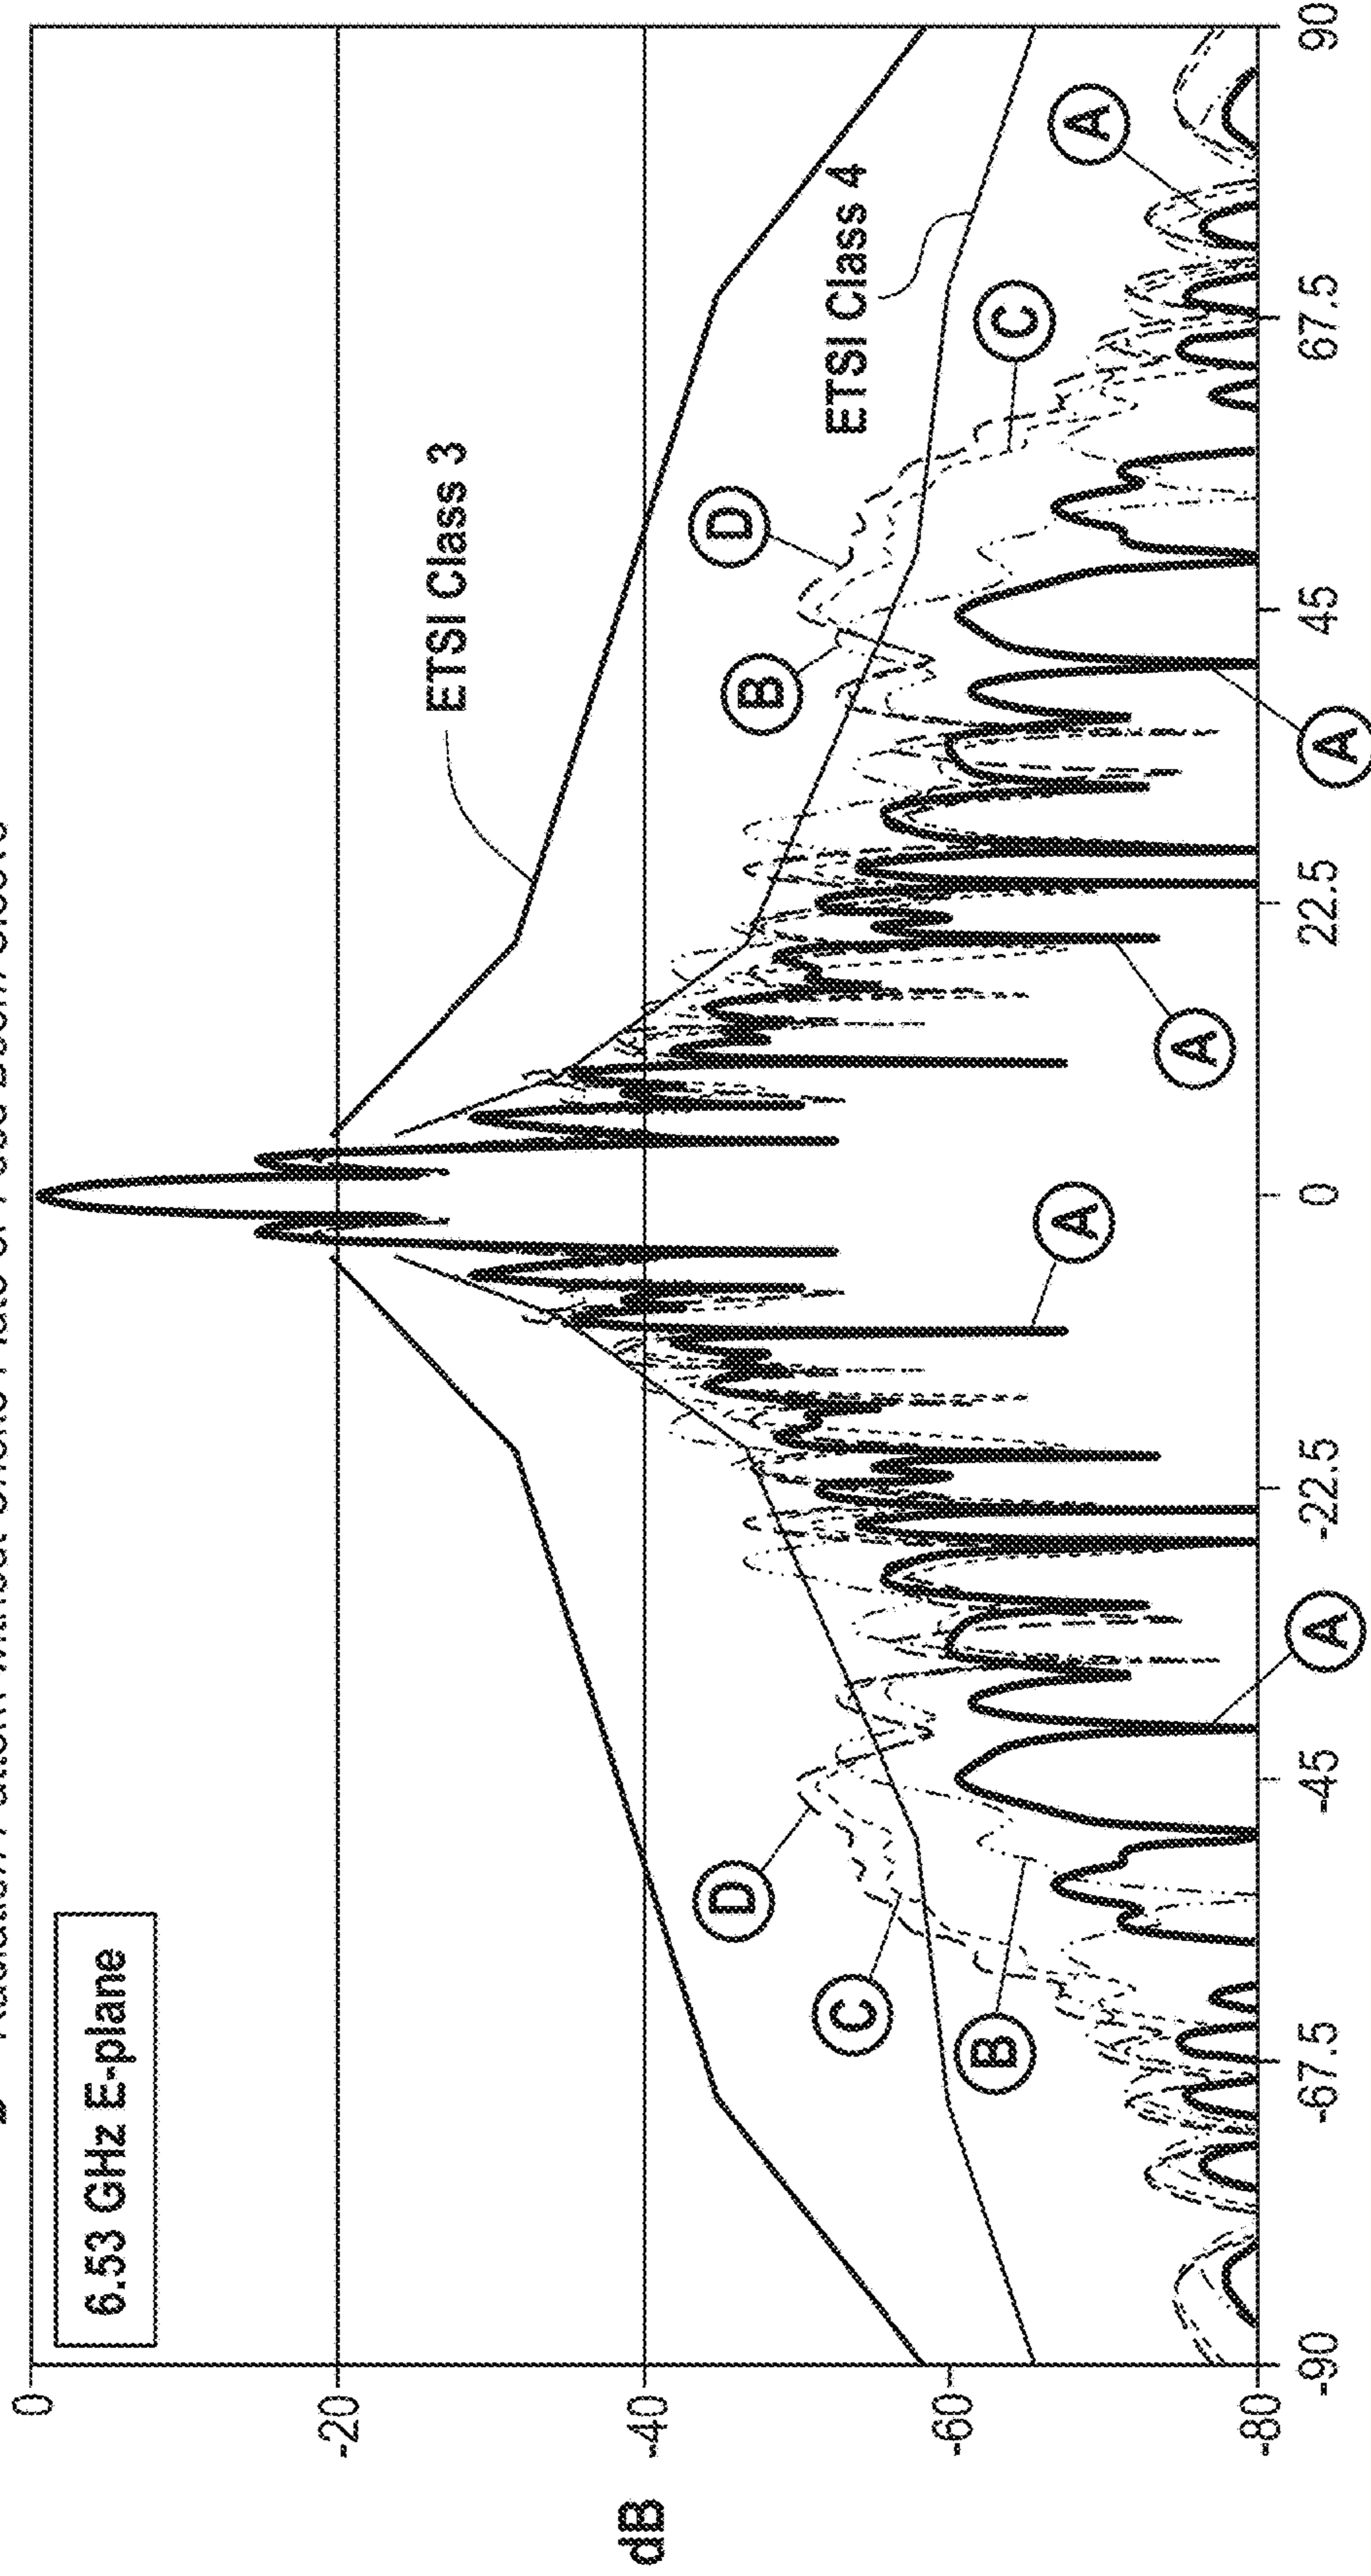 6.53 GHz E-plane
ETSI Class 3
ETSI Class 4
D
D
B
C
C
B
A
A
A
A
A
dB
0
-20
-40
-60
-80
-90
-67.5
-45
-22.5
0
22.5
45
67.5
90